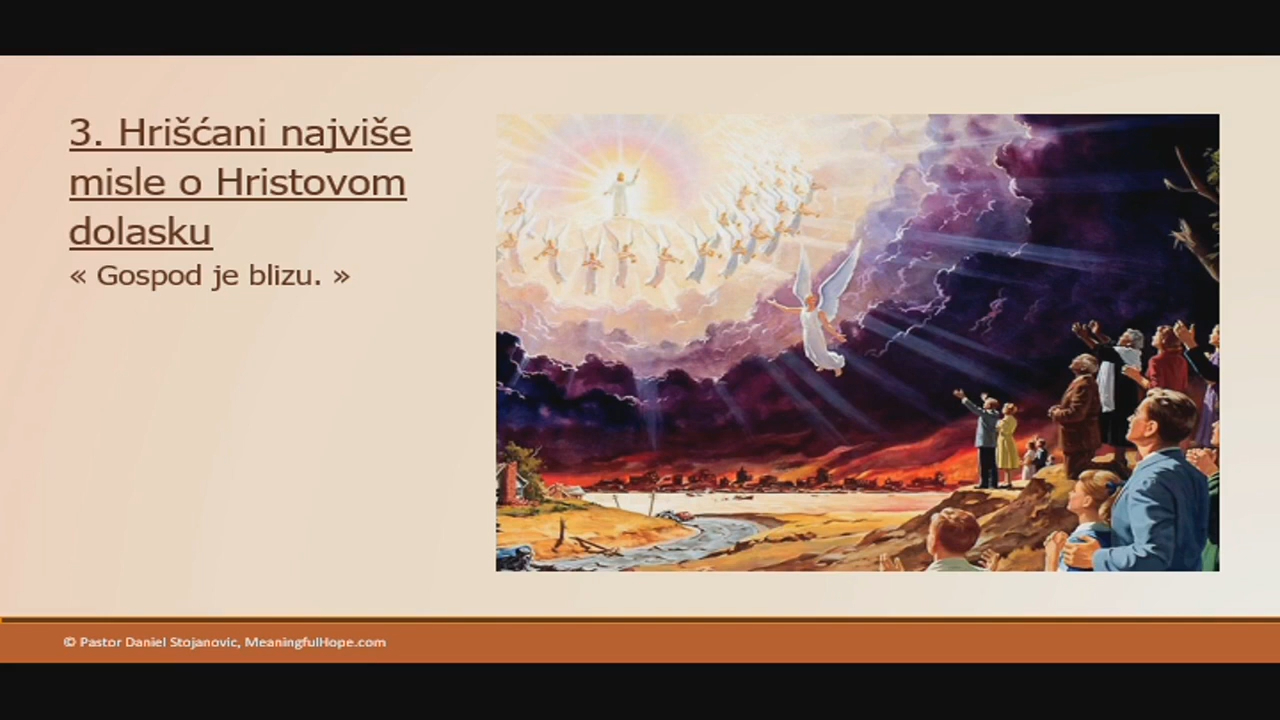 3. Hrišćani najviše
misle o Hristovom
dolasku
« Gospod je blizu. »
© Pastor Daniel Stojanovic, MeaningfulHope.com